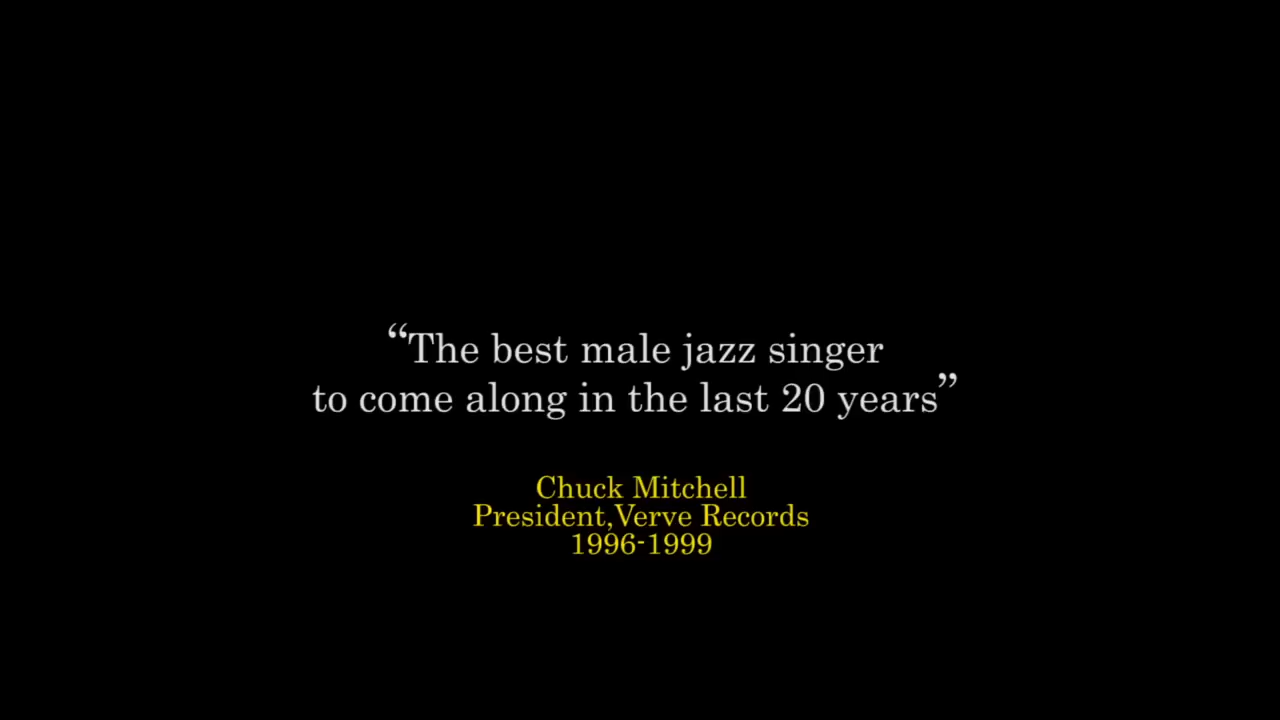 “The best male jazz singer
to come along in the last 20 years”
Chuck Mitchell
President,Verve Records
1996-1999